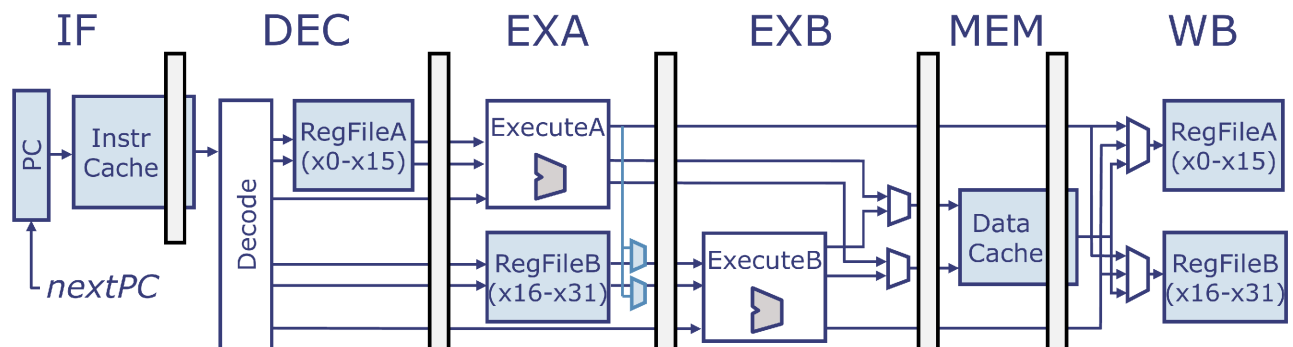 IF
DEC
EXA
EXB
MEM
WB
PC
Instr
Cache
Decode
RegFileA
(x0-x15)
ExecuteA
RegFileB
(x16-x31)
ExecuteB
Data
Cache
RegFileA
(x0-x15)
RegFileB
(x16-x31)
nextPC